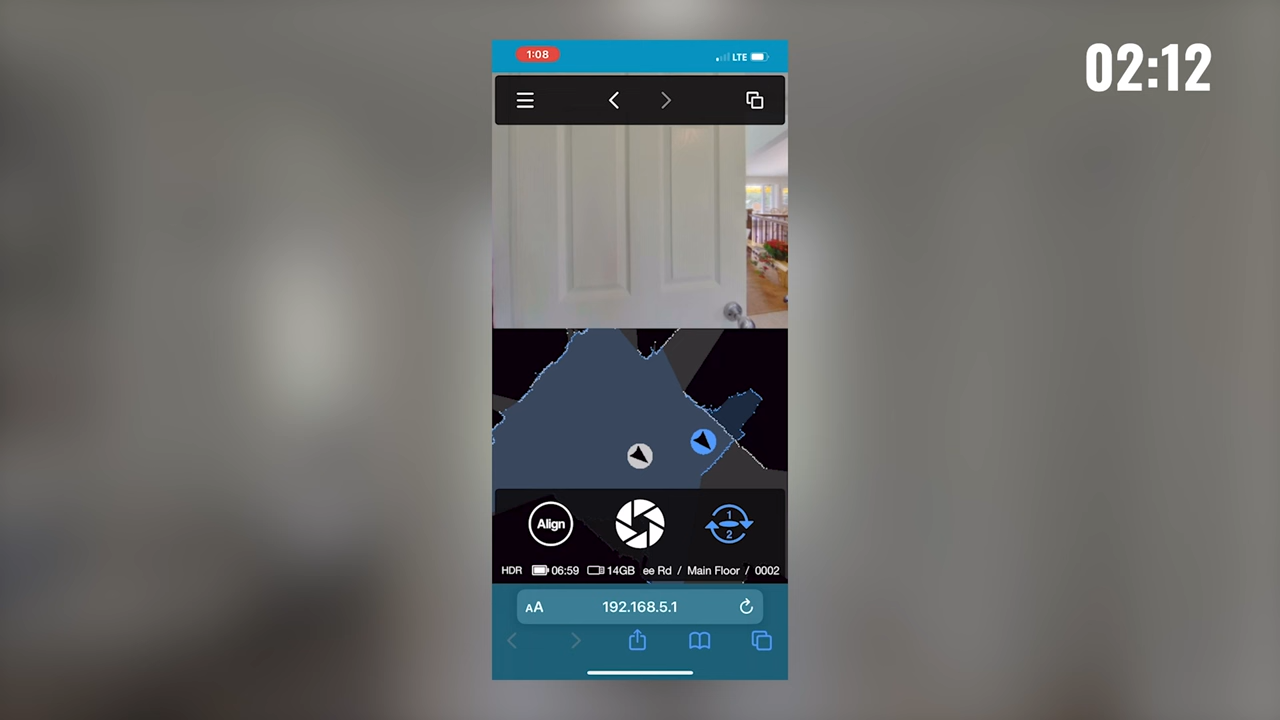 02:12
1:08
LTE
Align
1
2
HDR 06:59 14GB ee Rd / Main Floor / 0002
AA 192.168.5.1